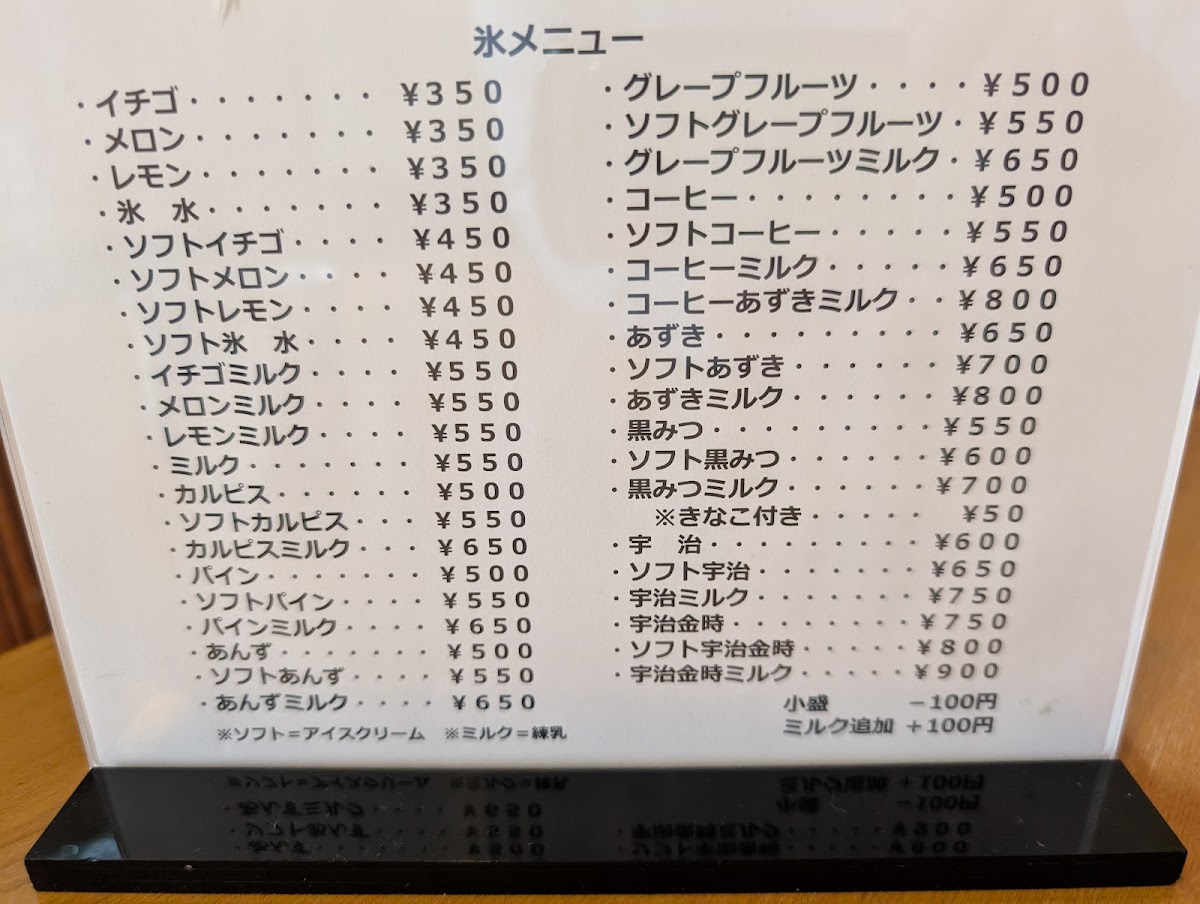 氷メニュー
・イチゴ・・・・・・・ ¥350
・メロン・・・・・・・ ¥350
・レモン・・・・・・・ ¥350
・氷　水・・・・・・・ ¥350
・ソフトイチゴ・・・・ ¥450
・ソフトメロン・・・・ ¥450
・ソフトレモン・・・・ ¥450
・ソフト氷　水・・・・ ¥450
・イチゴミルク・・・・ ¥550
・メロンミルク・・・・ ¥550
・レモンミルク・・・・ ¥550
・ミルク・・・・・・・ ¥550
・カルピス・・・・・・ ¥500
・ソフトカルピス・・・ ¥550
・カルピスミルク・・・ ¥650
・パイン・・・・・・・ ¥500
・ソフトパイン・・・・ ¥550
・パインミルク・・・・ ¥650
・あんず・・・・・・・ ¥500
・ソフトあんず・・・・ ¥550
・あんずミルク・・・・ ¥650
※ソフト＝アイスクリーム　※ミルク＝練乳
・グレープフルーツ・・・・ ¥500
・ソフトグレープフルーツ・ ¥550
・グレープフルーツミルク・ ¥650
・コーヒー・・・・・・・・ ¥500
・ソフトコーヒー・・・・・ ¥550
・コーヒーミルク・・・・・ ¥650
・コーヒーあずきミルク・・ ¥800
・あずき・・・・・・・・・ ¥650
・ソフトあずき・・・・・・ ¥700
・あずきミルク・・・・・・ ¥800
・黒みつ・・・・・・・・・ ¥550
・ソフト黒みつ・・・・・・ ¥600
・黒みつミルク・・・・・・ ¥700
※きなこ付き・・・・・ ¥50
・宇　治・・・・・・・・・ ¥600
・ソフト宇治・・・・・・・ ¥650
・宇治ミルク・・・・・・・ ¥750
・宇治金時・・・・・・・・ ¥750
・ソフト宇治金時・・・・・ ¥800
・宇治金時ミルク・・・・・ ¥900
小盛　－100円
ミルク追加 ＋100円